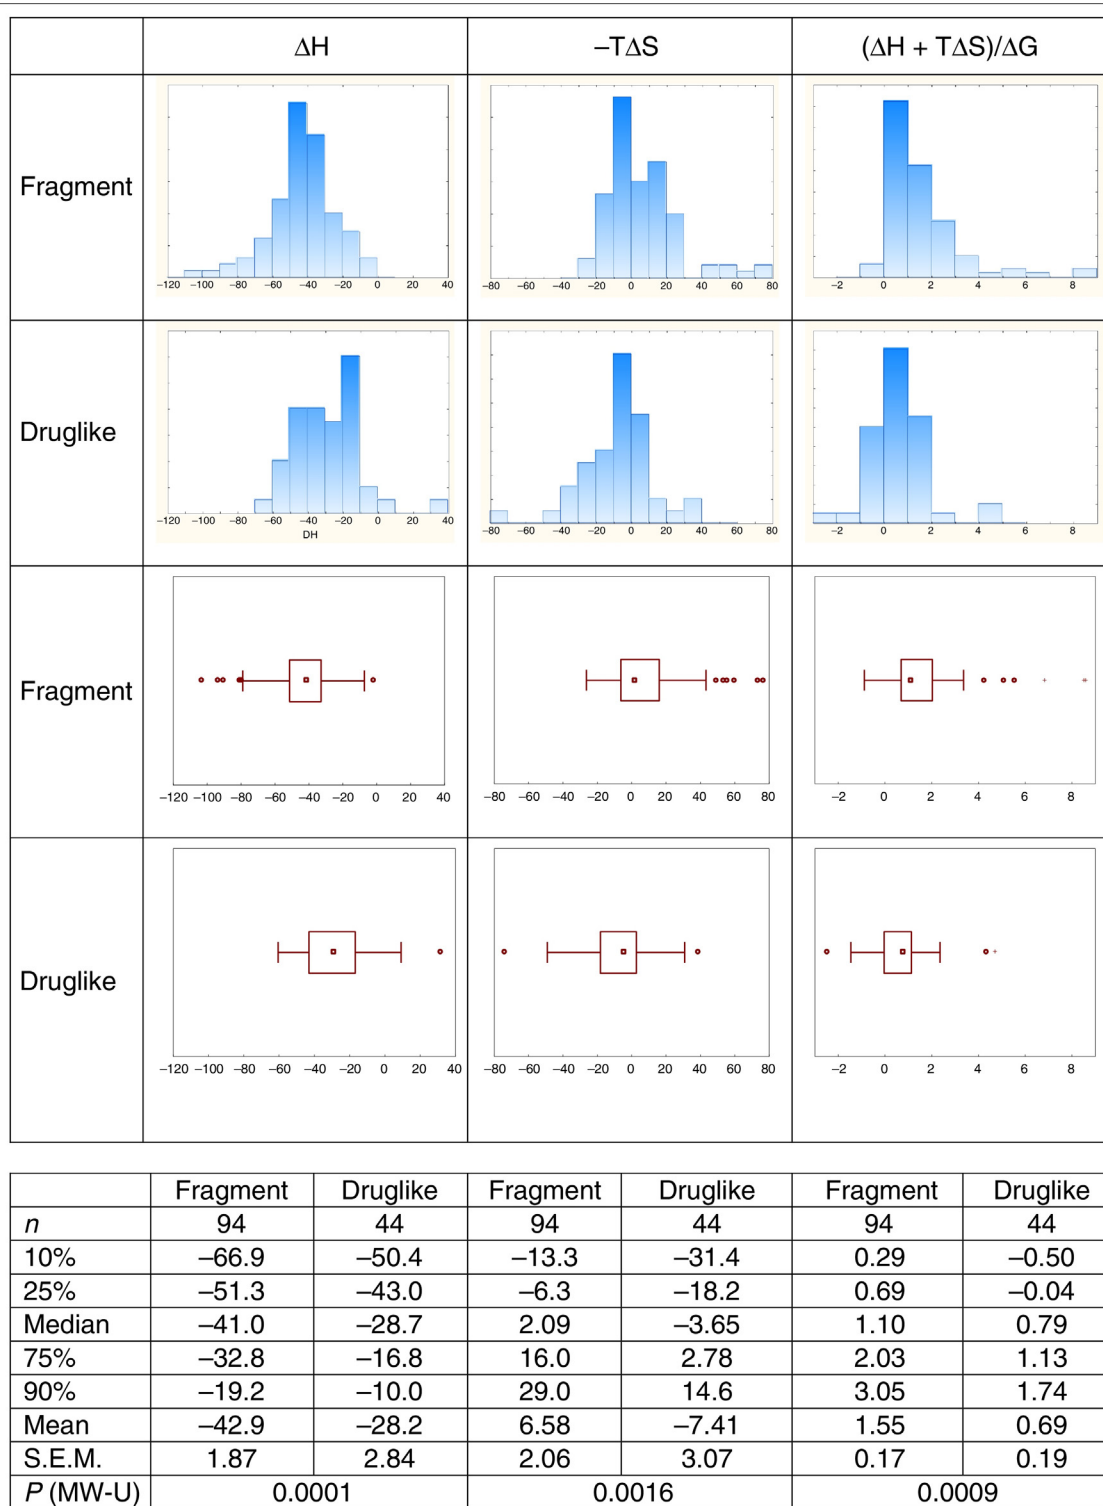 ΔH –TΔS (ΔH + TΔS)/ΔG
Fragment
–120 –100 –80 –60 –40 –20 0 20 40
–80 –60 –40 –20 0 20 40 60 80
–2 0 2 4 6 8
Druglike
–120 –100 –80 –60 –40 –20 0 20 40
DH
–80 –60 –40 –20 0 20 40 60 80
–2 0 2 4 6 8
Fragment
–120 –100 –80 –60 –40 –20 0 20 40
–80 –60 –40 –20 0 20 40 60 80
–2 0 2 4 6 8
Druglike
–120 –100 –80 –60 –40 –20 0 20 40
–80 –60 –40 –20 0 20 40 60 80
–2 0 2 4 6 8
Fragment Druglike Fragment Druglike Fragment Druglike
n 94 44 94 44 94 44
10% –66.9 –50.4 –13.3 –31.4 0.29 –0.50
25% –51.3 –43.0 –6.3 –18.2 0.69 –0.04
Median –41.0 –28.7 2.09 –3.65 1.10 0.79
75% –32.8 –16.8 16.0 2.78 2.03 1.13
90% –19.2 –10.0 29.0 14.6 3.05 1.74
Mean –42.9 –28.2 6.58 –7.41 1.55 0.69
S.E.M. 1.87 2.84 2.06 3.07 0.17 0.19
P (MW-U) 0.0001 0.0016 0.0009